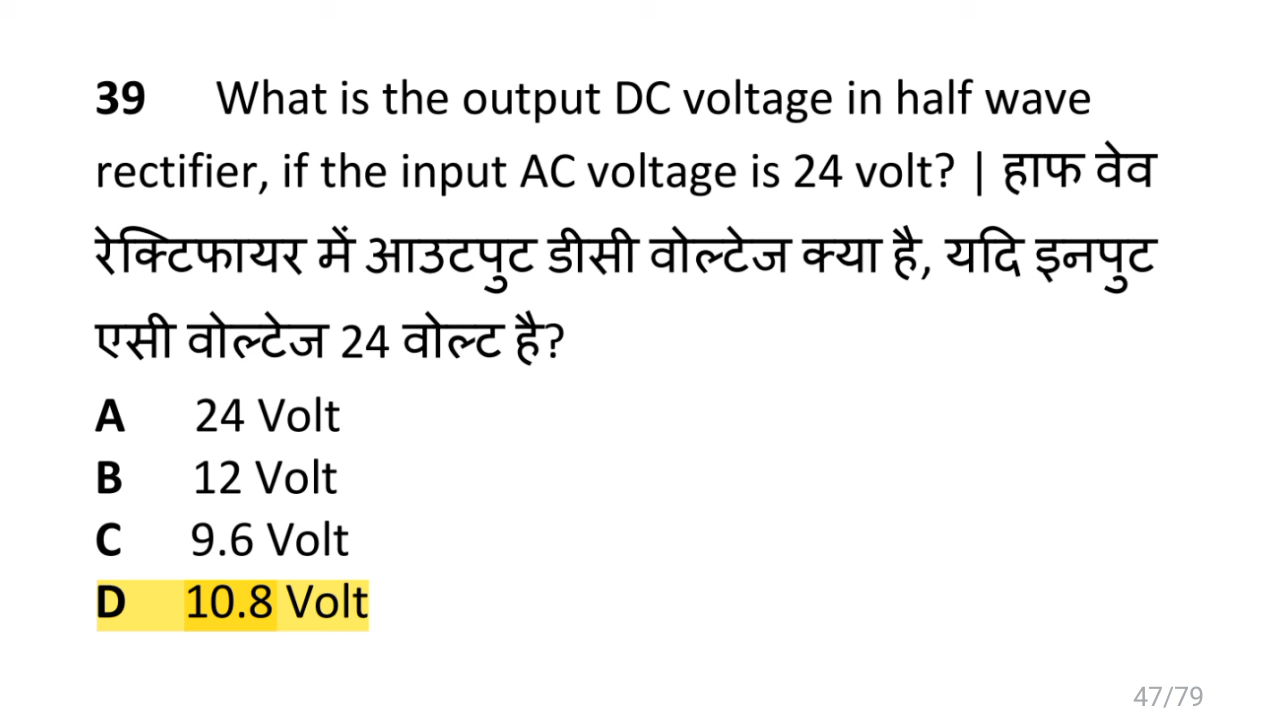 39 What is the output DC voltage in half wave
rectifier, if the input AC voltage is 24 volt? | हाफ वेव
रेक्टिफायर में आउटपुट डीसी वोल्टेज क्या है, यदि इनपुट
एसी वोल्टेज 24 वोल्ट है?
A 24 Volt
B 12 Volt
C 9.6 Volt
D 10.8 Volt
47/79